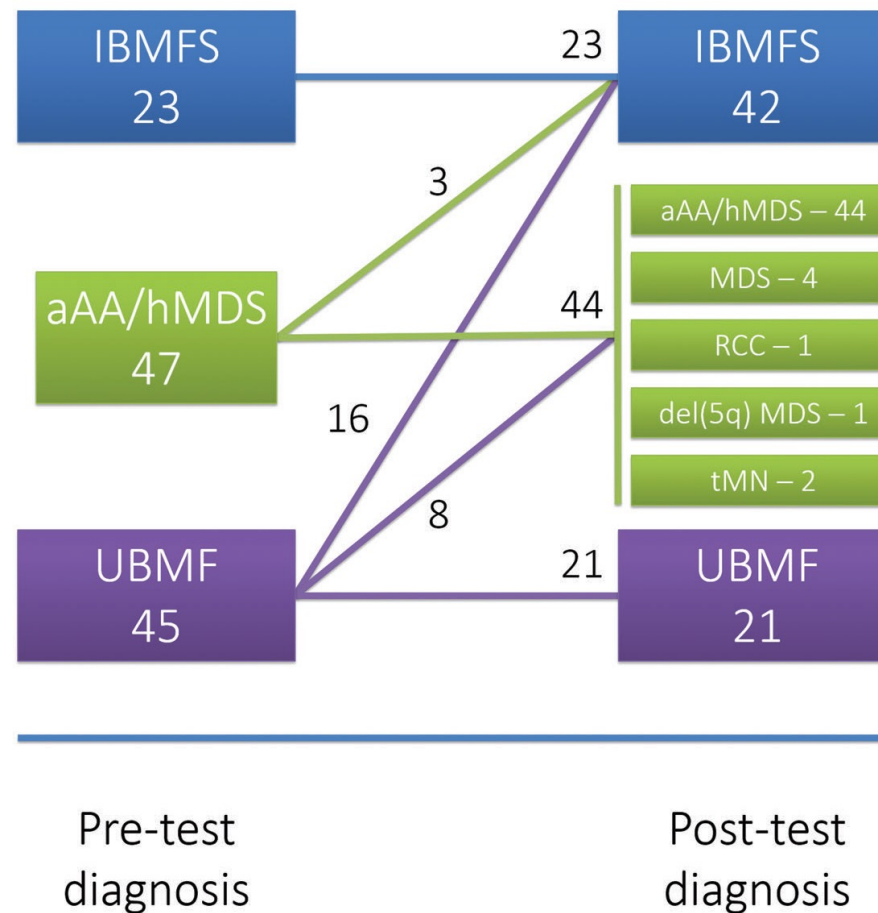 IBMFS
23
23
IBMFS
42
3
aAA/hMDS – 44
MDS – 4
aAA/hMDS
47
44
RCC – 1
16
del(5q) MDS – 1
8
tMN – 2
UBMF
45
21
UBMF
21
Pre-test
diagnosis
Post-test
diagnosis